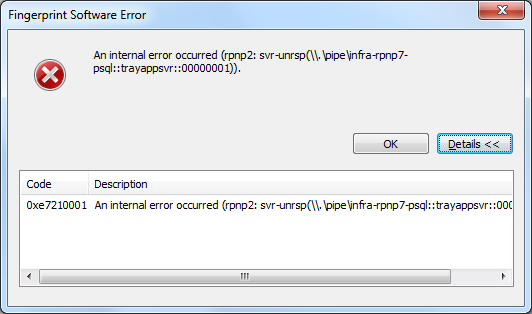 Fingerprint Software Error
An internal error occurred (rpnp2: svr-unrsp(\\.\pipe\infra-rpnp7-
psql::trayappsvr::00000001)).
OK
Details <<
Code Description
0xe7210001 An internal error occurred (rpnp2: svr-unrsp(\\.\pipe\infra-rpnp7-psql::trayappsvr::000